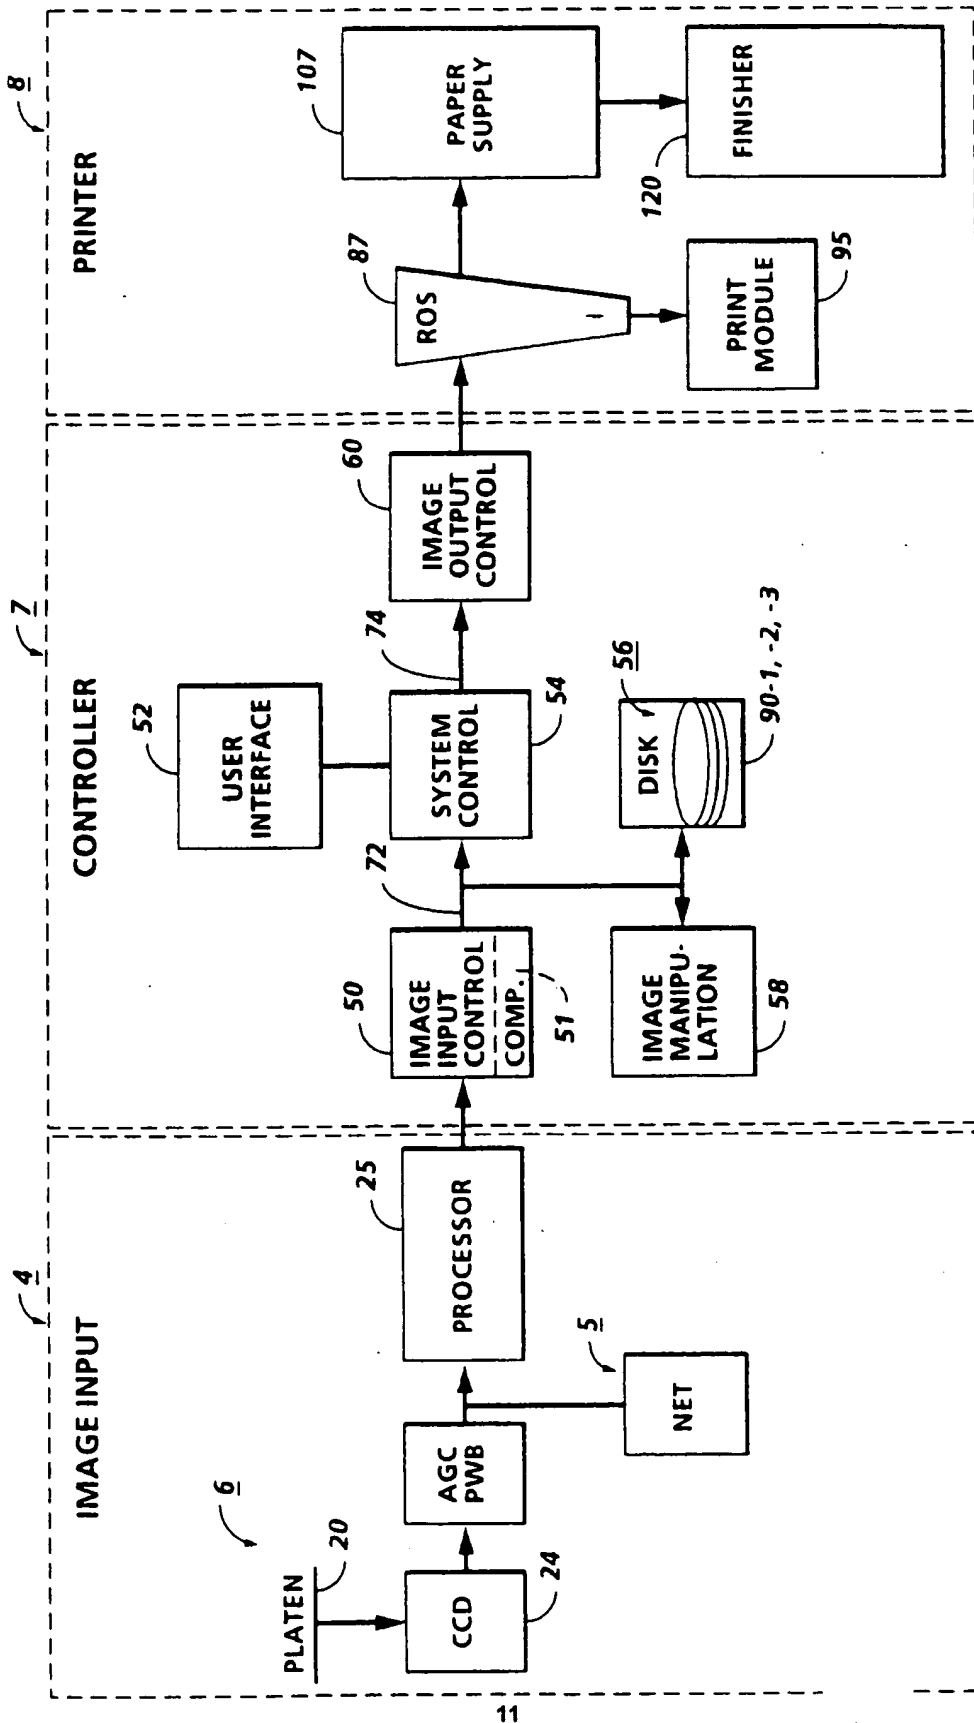 4
IMAGE INPUT
6
PLATEN
20
CCD
24
AGC
PWB
PROCESSOR
25
5
NET
7
CONTROLLER
50
IMAGE
INPUT
CONTROL
COMP.
51
72
52
USER
INTERFACE
SYSTEM
CONTROL
54
74
60
IMAGE
OUTPUT
CONTROL
IMAGE
MANIPU-
LATION
58
DISK
56
90-1, -2, -3
8
PRINTER
87
ROS
PRINT
MODULE
95
107
PAPER
SUPPLY
120
FINISHER
11